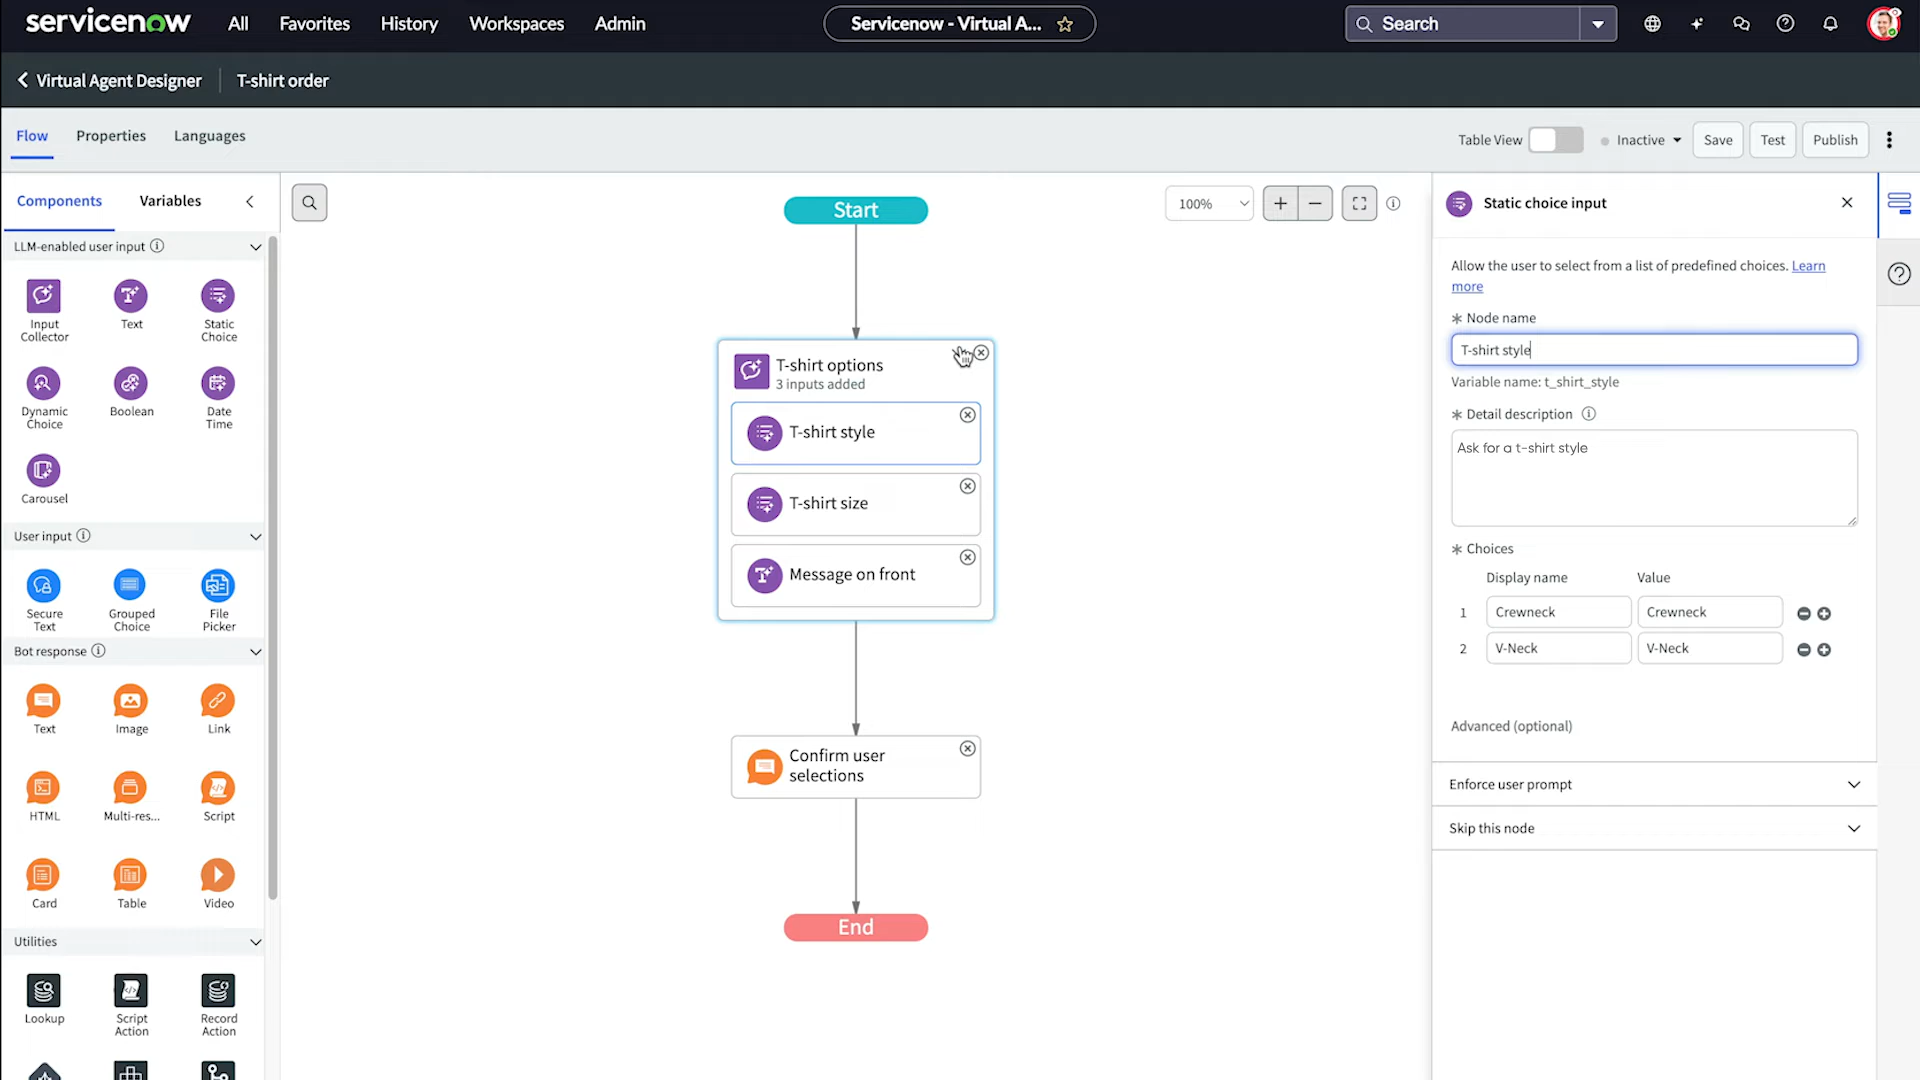 servicenow
All
Favorites
History
Workspaces
Admin
Servicenow - Virtual A...
Search
Virtual Agent Designer
T-shirt order
Flow
Properties
Languages
Table View
Inactive
Save
Test
Publish
Components
Variables
LLM-enabled user input
Input
Collector
Text
Static
Choice
Dynamic
Choice
Boolean
Date
Time
Carousel
User input
Secure
Text
Grouped
Choice
File
Picker
Bot response
Text
Image
Link
HTML
Multi-res...
Script
Card
Table
Video
Utilities
Lookup
Script
Action
Record
Action
100%
Start
T-shirt options
3 inputs added
T-shirt style
T-shirt size
Message on front
Confirm user
selections
End
Static choice input
Allow the user to select from a list of predefined choices. Learn
more
* Node name
T-shirt style
Variable name: t_shirt_style
* Detail description
Ask for a t-shirt style
* Choices
Display name
Value
1
Crewneck
Crewneck
2
V-Neck
V-Neck
Advanced (optional)
Enforce user prompt
Skip this node